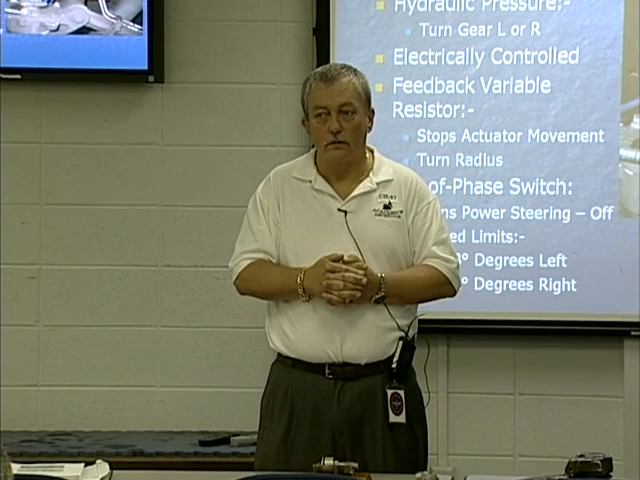 Hydraulic Pressure:-
Turn Gear L or R
Electrically Controlled
Feedback Variable
Resistor:-
Stops Actuator Movement
Turn Radius
of-Phase Switch:
Power Steering – Off
Limits:-
° Degrees Left
° Degrees Right